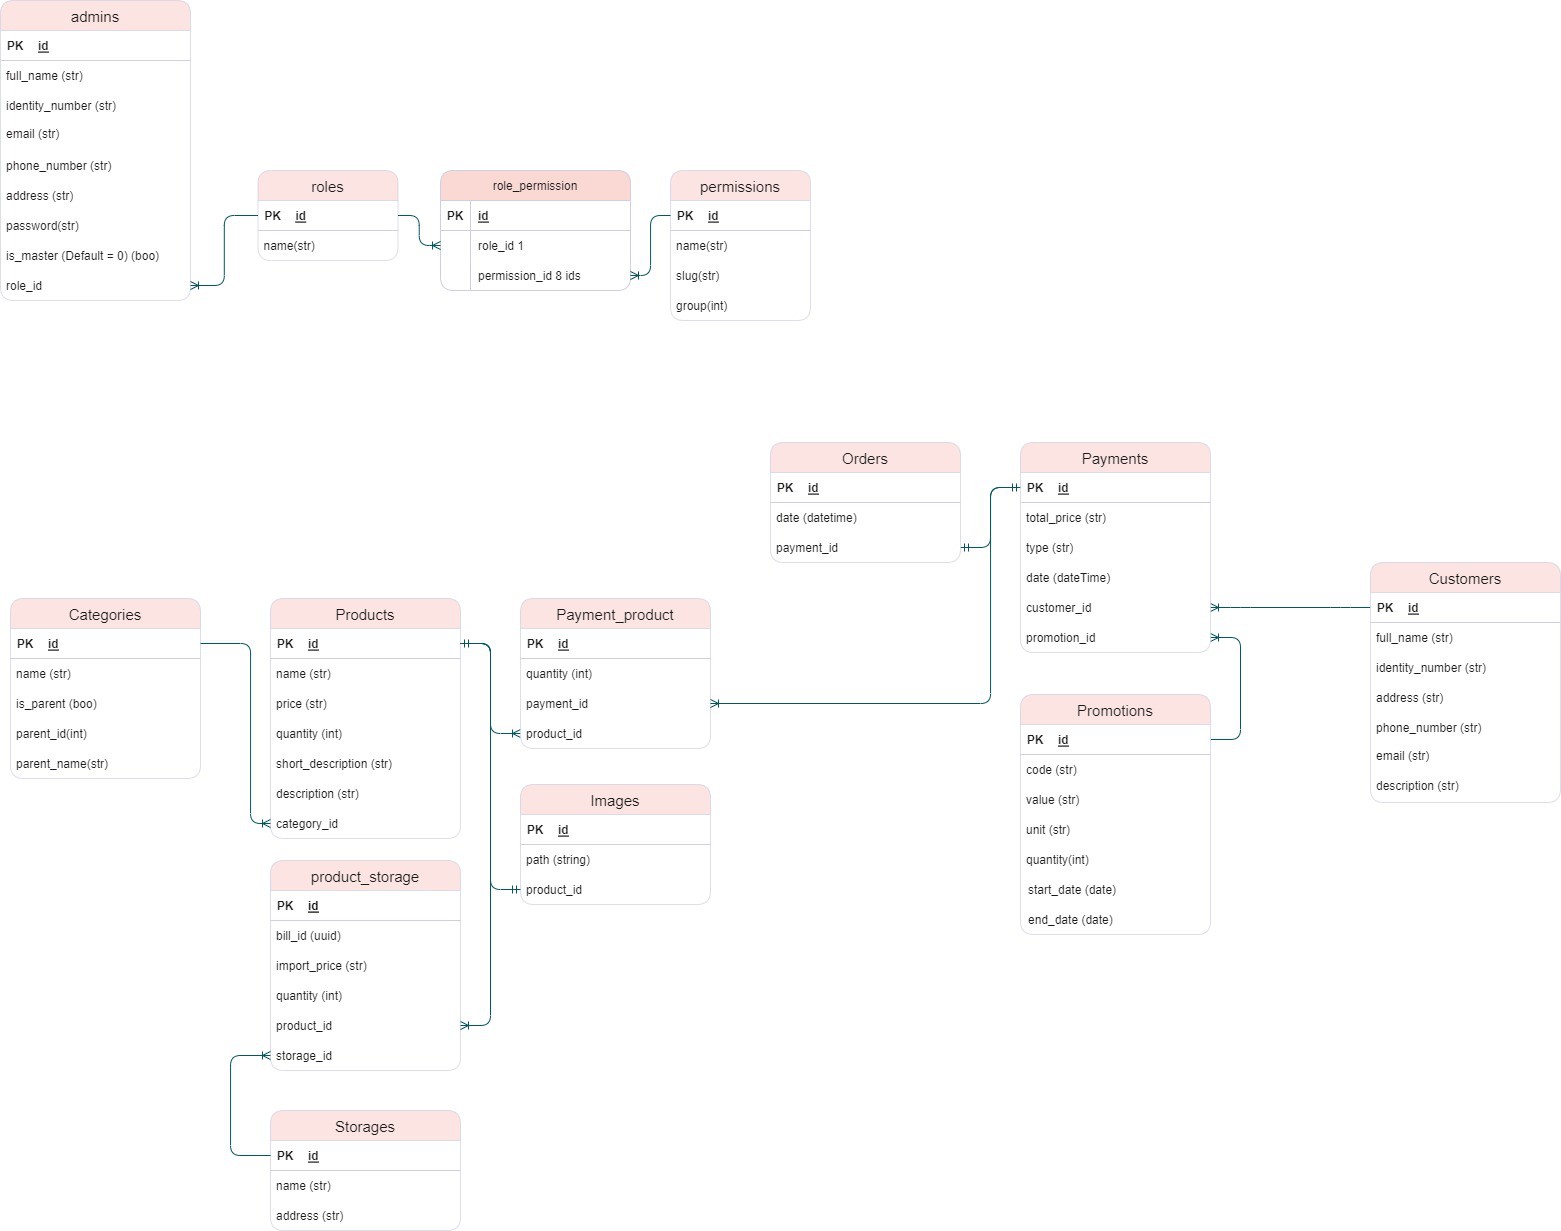 admins
PK id
full_name (str)
identity_number (str)
email (str)
phone_number (str)
address (str)
password(str)
is_master (Default = 0) (boo)
role_id
roles
PK id
name(str)
role_permission
PK id
role_id 1
permission_id 8 ids
permissions
PK id
name(str)
slug(str)
group(int)
Orders
PK id
date (datetime)
payment_id
Payments
PK id
total_price (str)
type (str)
date (dateTime)
customer_id
promotion_id
Customers
PK id
full_name (str)
identity_number (str)
address (str)
phone_number (str)
email (str)
description (str)
Categories
PK id
name (str)
is_parent (boo)
parent_id(int)
parent_name(str)
Products
PK id
name (str)
price (str)
quantity (int)
short_description (str)
description (str)
category_id
Payment_product
PK id
quantity (int)
payment_id
product_id
Promotions
PK id
code (str)
value (str)
unit (str)
quantity(int)
start_date (date)
end_date (date)
Images
PK id
path (string)
product_id
product_storage
PK id
bill_id (uuid)
import_price (str)
quantity (int)
product_id
storage_id
Storages
PK id
name (str)
address (str)